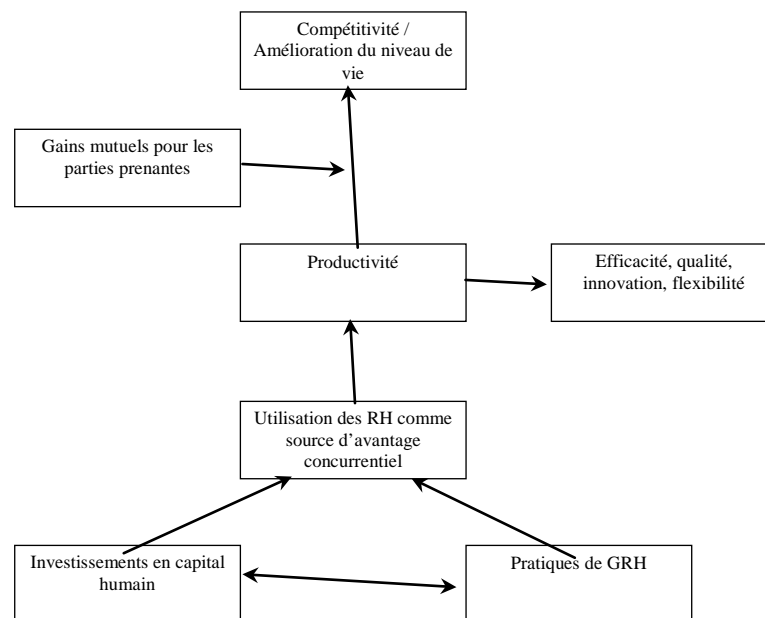 Compétitivité /
Amélioration du niveau de
vie
Gains mutuels pour les
parties prenantes
Productivité
Efficacité, qualité,
innovation, flexibilité
Utilisation des RH comme
source d’avantage
concurrentiel
Investissements en capital
humain
Pratiques de GRH